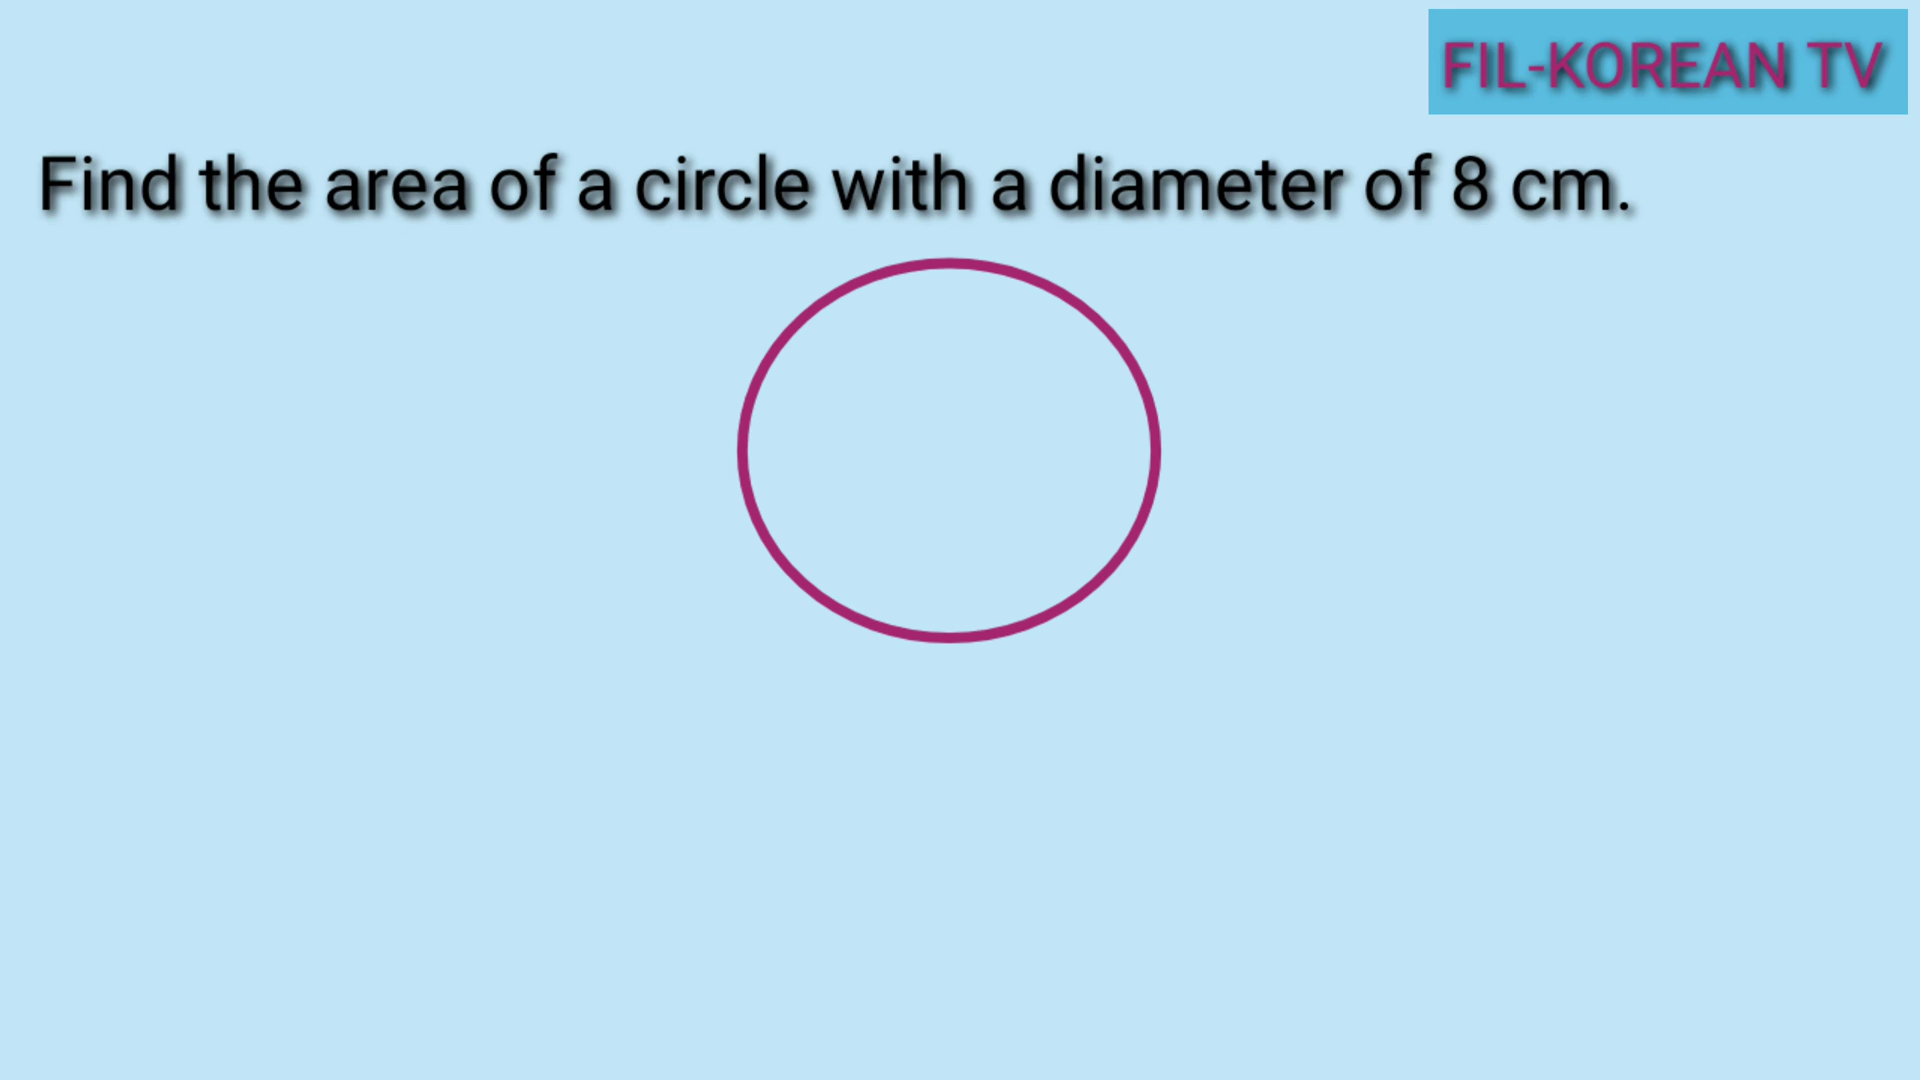 FIL-KOREAN TV
Find the area of a circle with a diameter of 8 cm.